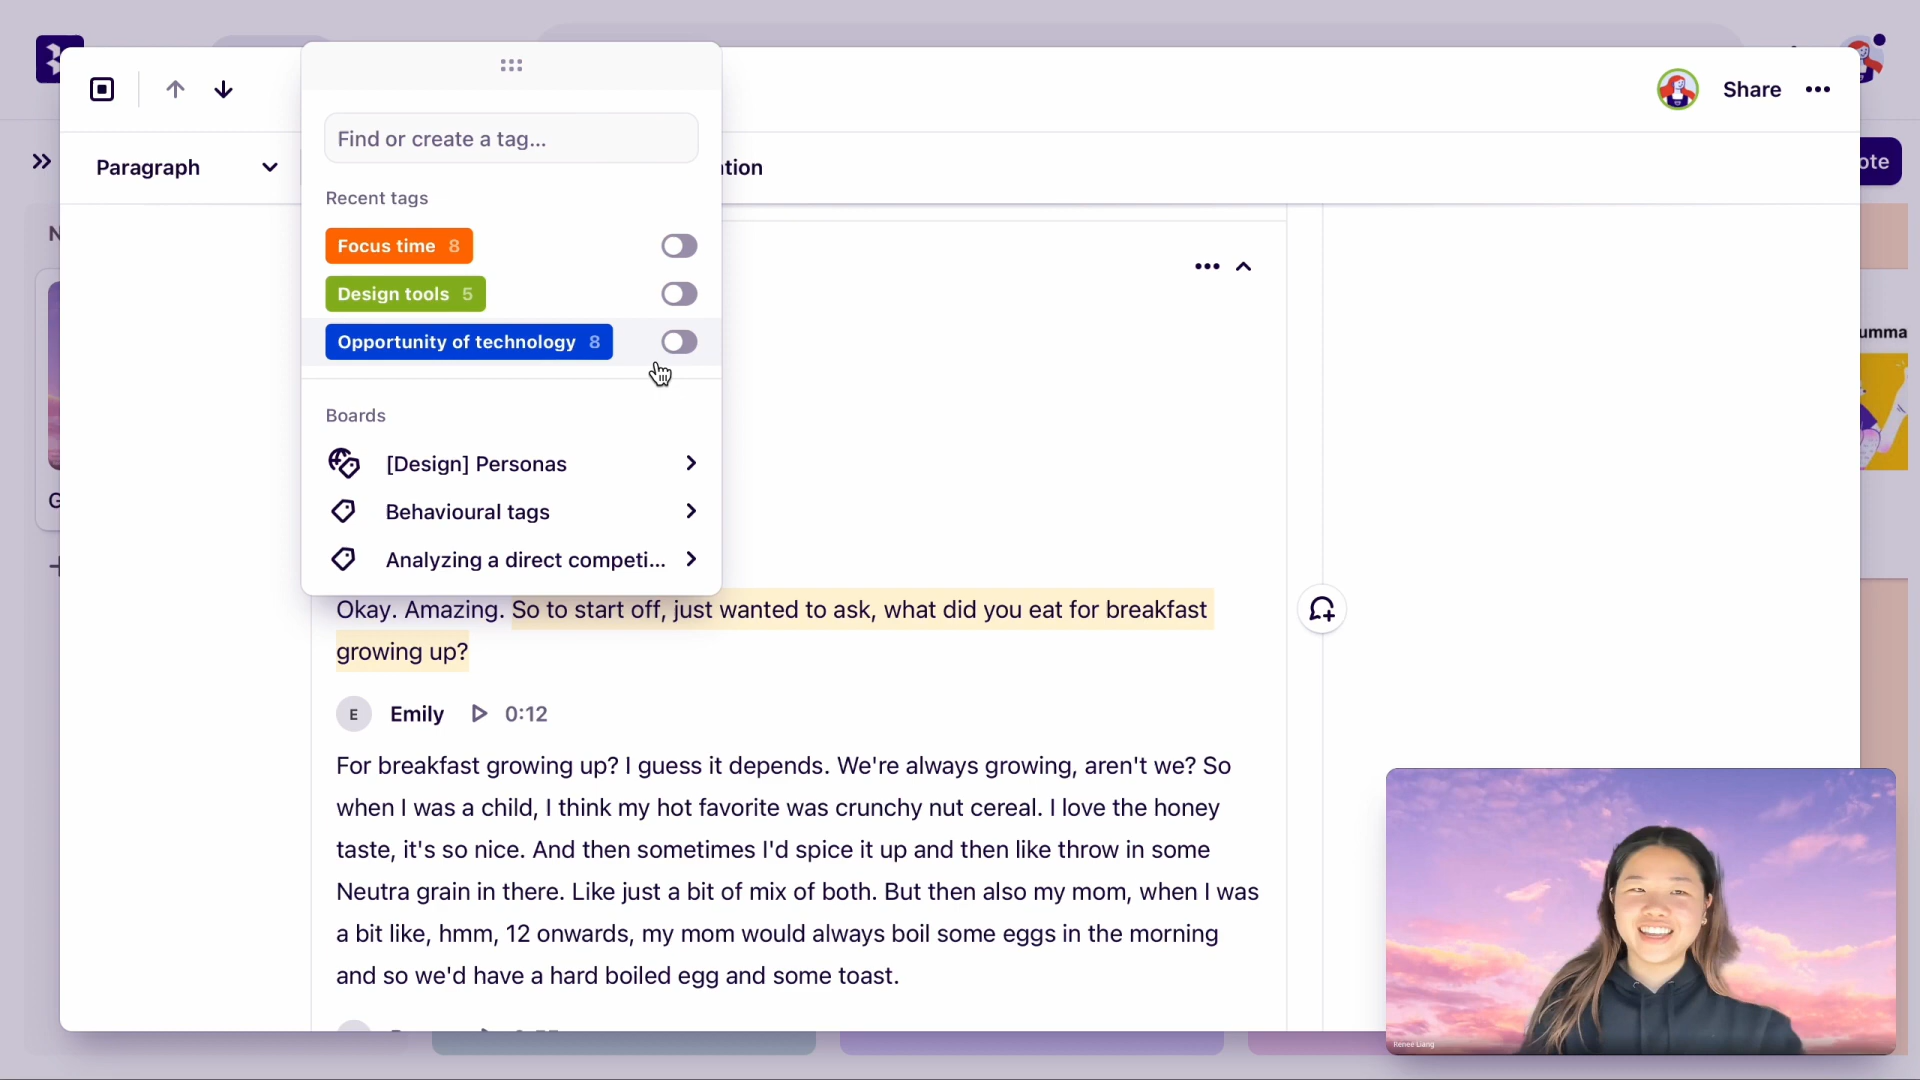 Share
Paragraph
ation
ote
Find or create a tag...
Recent tags
Focus time 8
Design tools 5
Opportunity of technology 8
Boards
[Design] Personas
Behavioural tags
Analyzing a direct competi...
umma
Okay. Amazing. So to start off, just wanted to ask, what did you eat for breakfast
growing up?
E Emily 0:12
For breakfast growing up? I guess it depends. We're always growing, aren't we? So
when I was a child, I think my hot favorite was crunchy nut cereal. I love the honey
taste, it's so nice. And then sometimes I'd spice it up and then like throw in some
Neutra grain in there. Like just a bit of mix of both. But then also my mom, when I was
a bit like, hmm, 12 onwards, my mom would always boil some eggs in the morning
and so we'd have a hard boiled egg and some toast.
Renee Liang